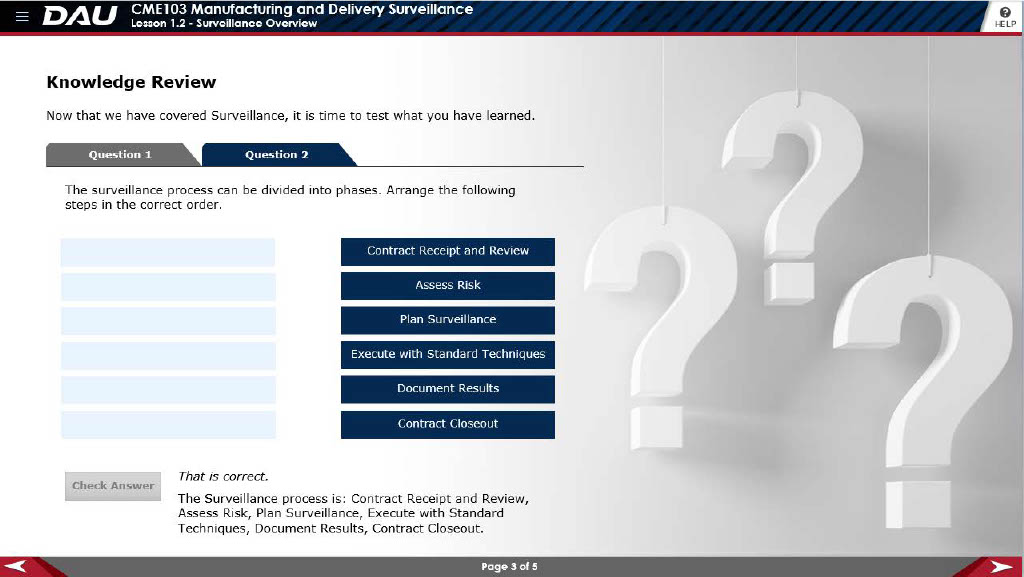 DAU
CME103 Manufacturing and Delivery Surveillance
Lesson 1.2 - Surveillance Overview
HELP
Knowledge Review
Now that we have covered Surveillance, it is time to test what you have learned.
Question 1
Question 2
The surveillance process can be divided into phases. Arrange the following
steps in the correct order.
Contract Receipt and Review
Assess Risk
Plan Surveillance
Execute with Standard Techniques
Document Results
Contract Closeout
Check Answer
That is correct.
The Surveillance process is: Contract Receipt and Review,
Assess Risk, Plan Surveillance, Execute with Standard
Techniques, Document Results, Contract Closeout.
Page 3 of 5